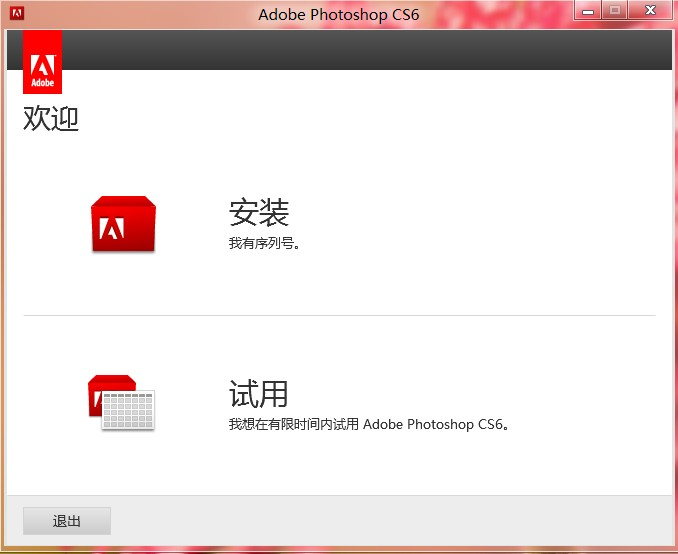 Adobe Photoshop CS6
Adobe
欢迎
安装
我有序列号。
试用
我想在有限时间内试用 Adobe Photoshop CS6。
退出